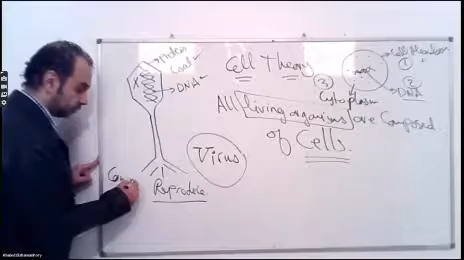 Protein
Coat
DNA
Cell Theory
Cell Membrane
①
③
Cytoplasm
②
DNA
All living organisms are Composed
of Cells.
Virus
Reproduce